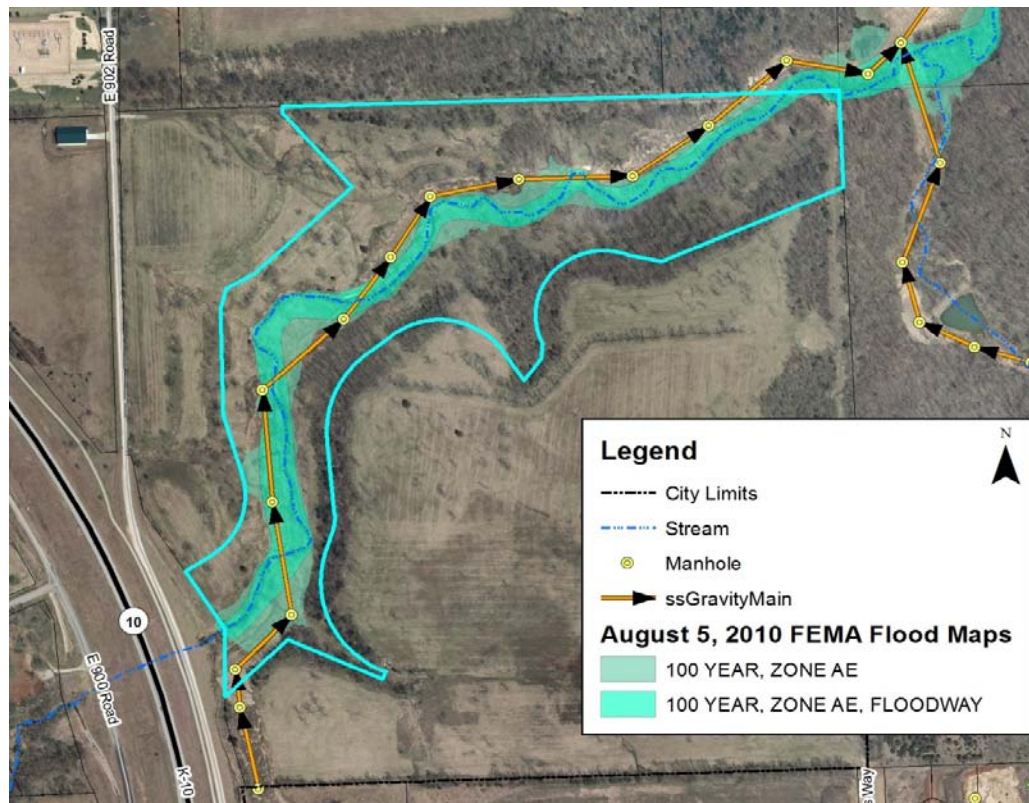 E 902 Road
10
E 900 Road
K-10
N
Legend
City Limits
Stream
Manhole
ssGravityMain
August 5, 2010 FEMA Flood Maps
100 YEAR, ZONE AE
100 YEAR, ZONE AE, FLOODWAY
Way